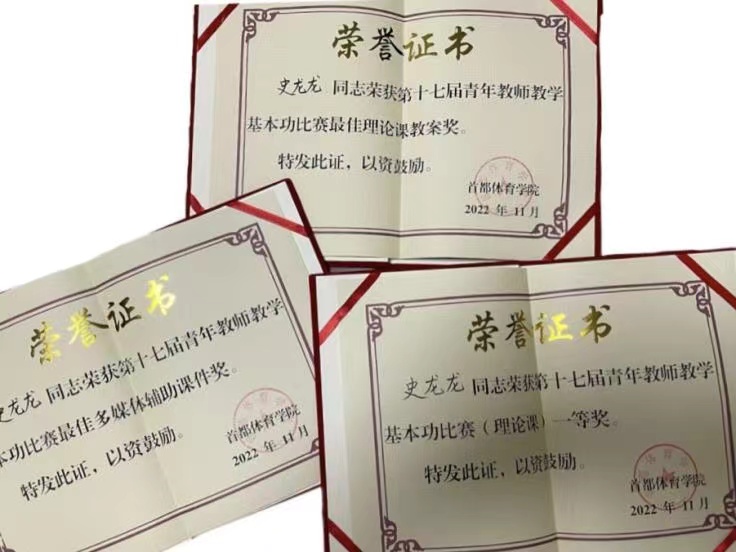 荣誉证书
史龙龙 同志荣获第十七届青年教师教学
基本功比赛最佳理论课教案奖。
特发此证，以资鼓励。
首都体育学院
2022 年 11 月
荣誉证书
史龙龙 同志荣获第十七届青年教师教学
本功比赛最佳多媒体辅助课件奖。
特发此证，以资鼓励。
首都体育学院
2022 年 11 月
荣誉证书
史龙龙 同志荣获第十七届青年教师教学
基本功比赛（理论课）一等奖。
特发此证，以资鼓励。
首都体育学院
2022 年 11 月